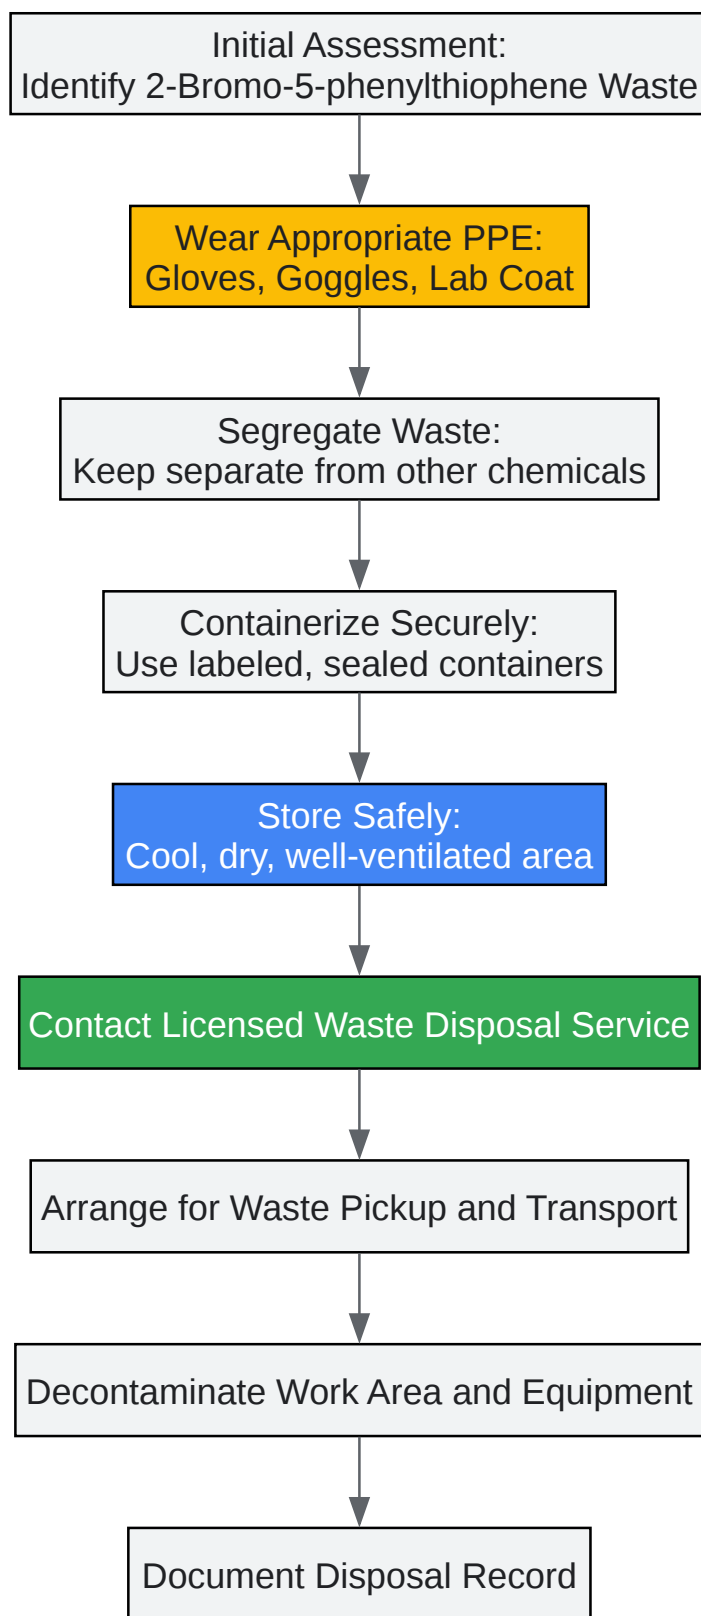 Initial Assessment:
Identify 2-Bromo-5-phenylthiophene Waste
Wear Appropriate PPE:
Gloves, Goggles, Lab Coat
Segregate Waste:
Keep separate from other chemicals
Containerize Securely:
Use labeled, sealed containers
Store Safely:
Cool, dry, well-ventilated area
Contact Licensed Waste Disposal Service
Arrange for Waste Pickup and Transport
Decontaminate Work Area and Equipment
Document Disposal Record